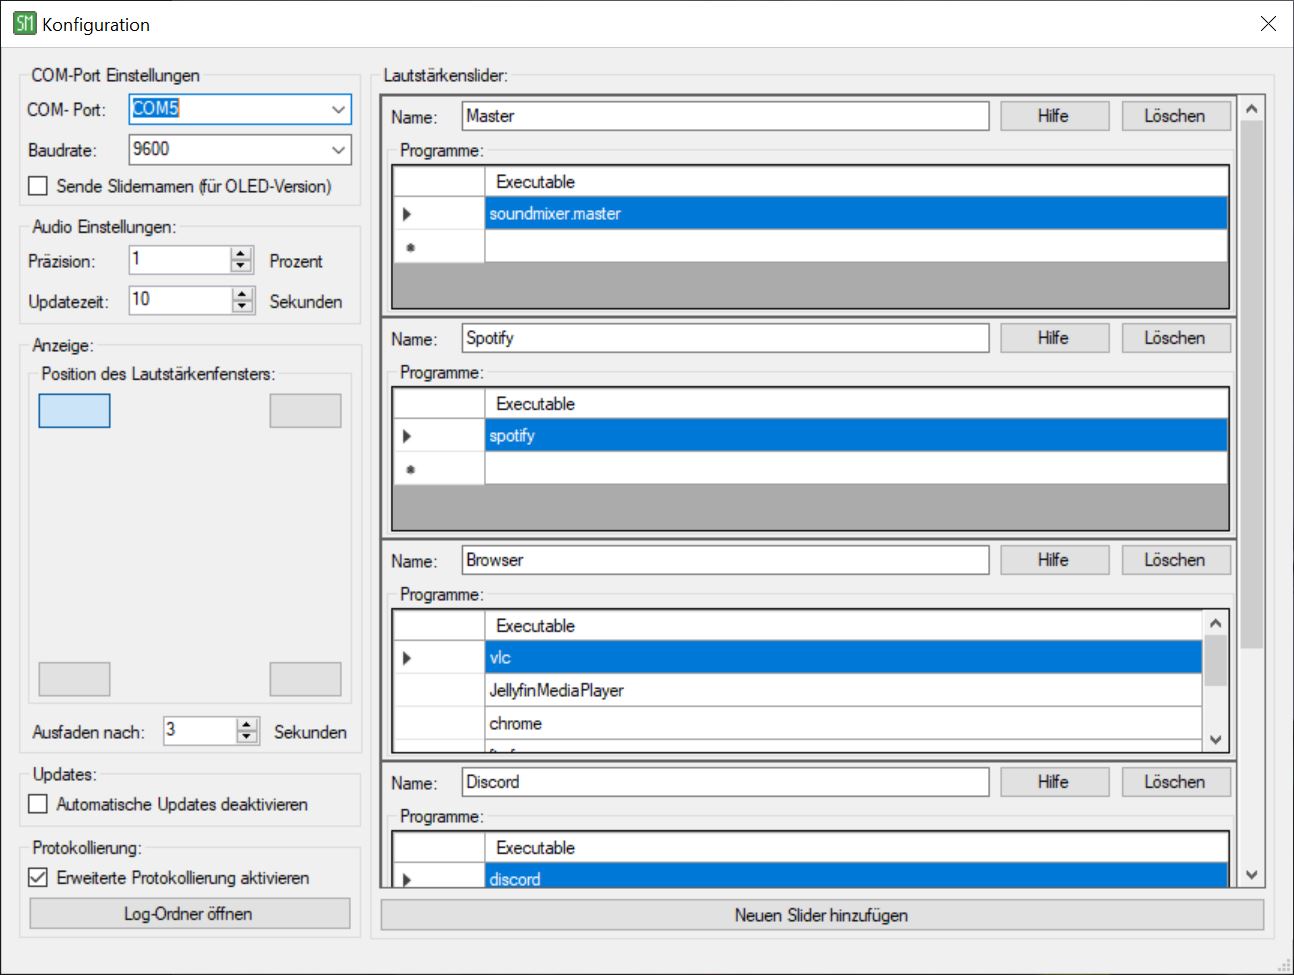 SM Konfiguration
COM-Port Einstellungen
COM- Port: COM5
Baudrate: 9600
Sende Slidernamen (für OLED-Version)
Audio Einstellungen:
Präzision: 1 Prozent
Updatezeit: 10 Sekunden
Anzeige:
Position des Lautstärkenfensters:
Ausfaden nach: 3 Sekunden
Updates:
Automatische Updates deaktivieren
Protokollierung:
Erweiterte Protokollierung aktivieren
Log-Ordner öffnen
Lautstärkenslider:
Name: Master Hilfe Löschen
Programme:
Executable
soundmixer.master
Name: Spotify Hilfe Löschen
Programme:
Executable
spotify
Name: Browser Hilfe Löschen
Programme:
Executable
vlc
JellyfinMediaPlayer
chrome
Name: Discord Hilfe Löschen
Programme:
Executable
discord
Neuen Slider hinzufügen